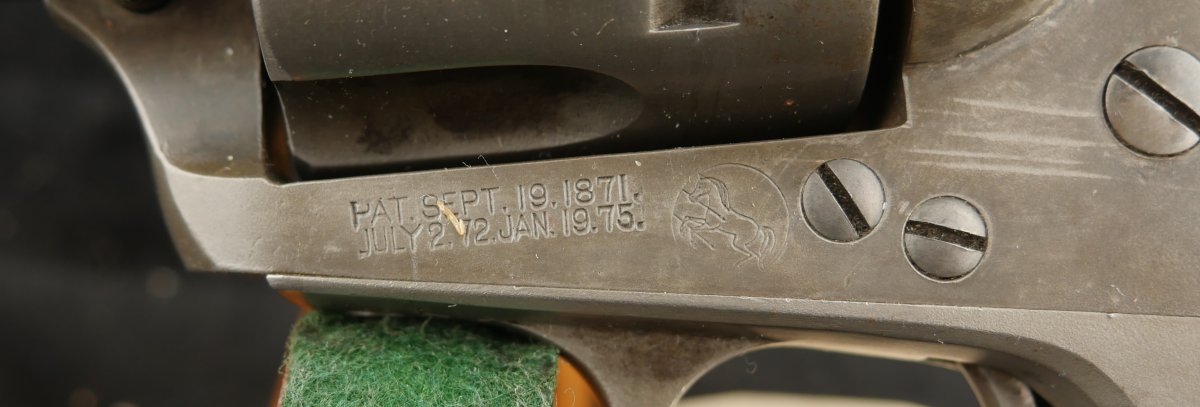 PAT. SEPT. 19. 1871.
JULY 2. 72. JAN. 19. 75.